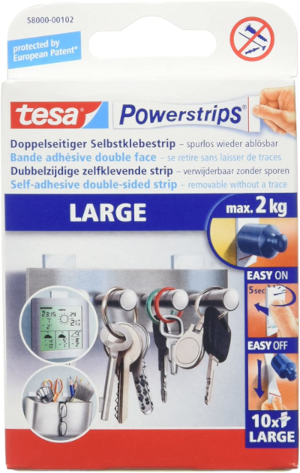 58000-00102
protected by
European Patent*
tesa Powerstrips®
Doppelseitiger Selbstklebestrip – spurlos wieder ablösbar
Bande adhésive double face – se retire sans laisser de traces
Dubbelzijdige zelfklevende strip – verwijderbaar zonder sporen
Self-adhesive double-sided strip – removable without a trace
LARGE
max. 2 kg
EASY ON
5 sec
EASY OFF
10x
LARGE